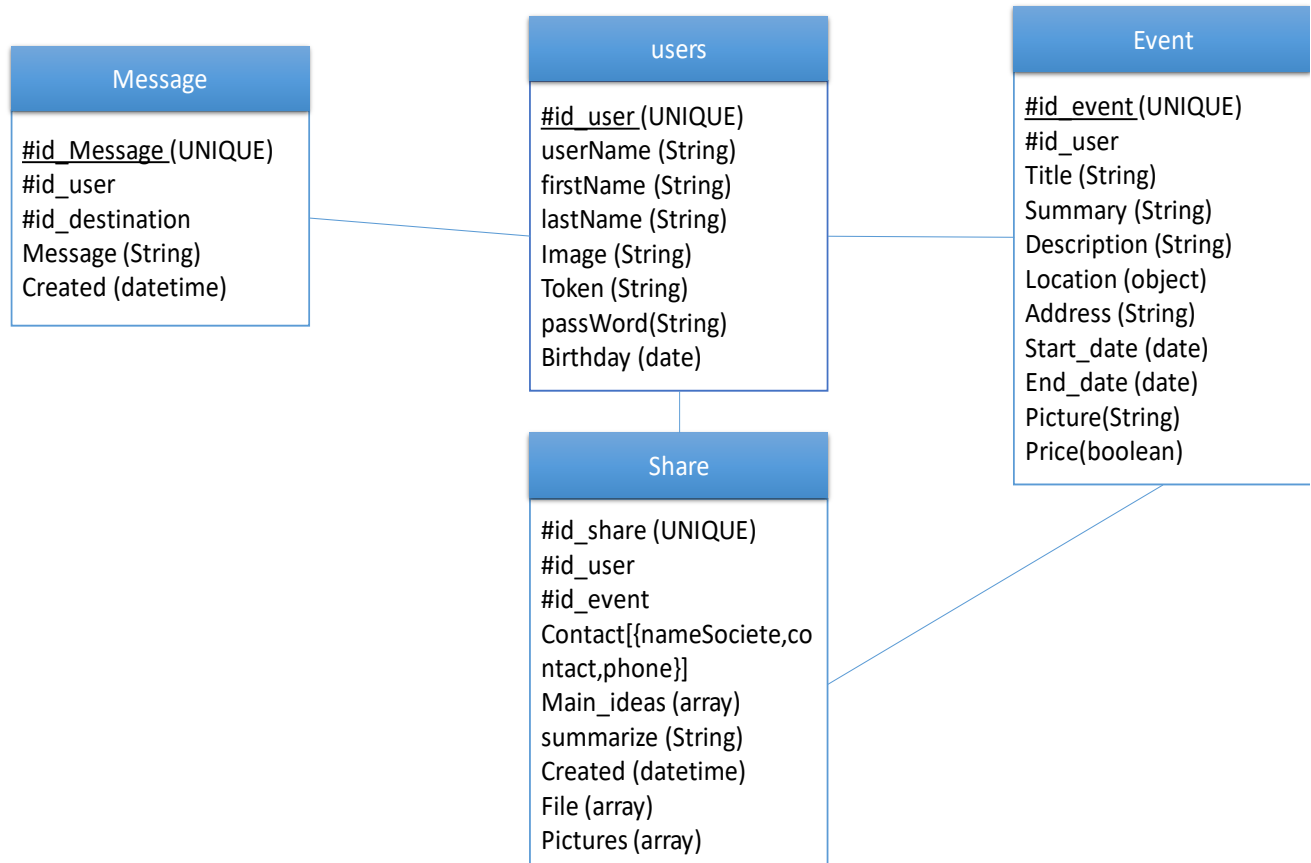 Message
#id_Message (UNIQUE)
#id_user
#id_destination
Message (String)
Created (datetime)
users
#id_user (UNIQUE)
userName (String)
firstName (String)
lastName (String)
Image (String)
Token (String)
passWord(String)
Birthday (date)
Event
#id_event (UNIQUE)
#id_user
Title (String)
Summary (String)
Description (String)
Location (object)
Address (String)
Start_date (date)
End_date (date)
Picture(String)
Price(boolean)
Share
#id_share (UNIQUE)
#id_user
#id_event
Contact[{nameSociete,co
ntact,phone}]
Main_ideas (array)
summarize (String)
Created (datetime)
File (array)
Pictures (array)